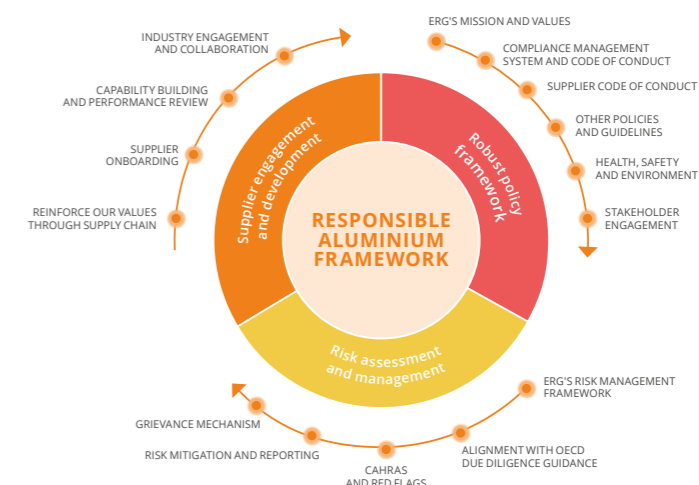 ERG'S MISSION AND VALUES
COMPLIANCE MANAGEMENT
SYSTEM AND CODE OF CONDUCT
SUPPLIER CODE OF CONDUCT
OTHER POLICIES
AND GUIDELINES
HEALTH, SAFETY
AND ENVIRONMENT
STAKEHOLDER
ENGAGEMENT
INDUSTRY ENGAGEMENT
AND COLLABORATION
CAPABILITY BUILDING
AND PERFORMANCE REVIEW
SUPPLIER
ONBOARDING
REINFORCE OUR VALUES
THROUGH SUPPLY CHAIN
Supplier engagement
and development
Robust policy
framework
RESPONSIBLE
ALUMINIUM
FRAMEWORK
Risk assessment
and management
ERG'S RISK MANAGEMENT
FRAMEWORK
ALIGNMENT WITH OECD
DUE DILIGENCE GUIDANCE
CAHRAS
AND RED FLAGS
RISK MITIGATION AND REPORTING
GRIEVANCE MECHANISM